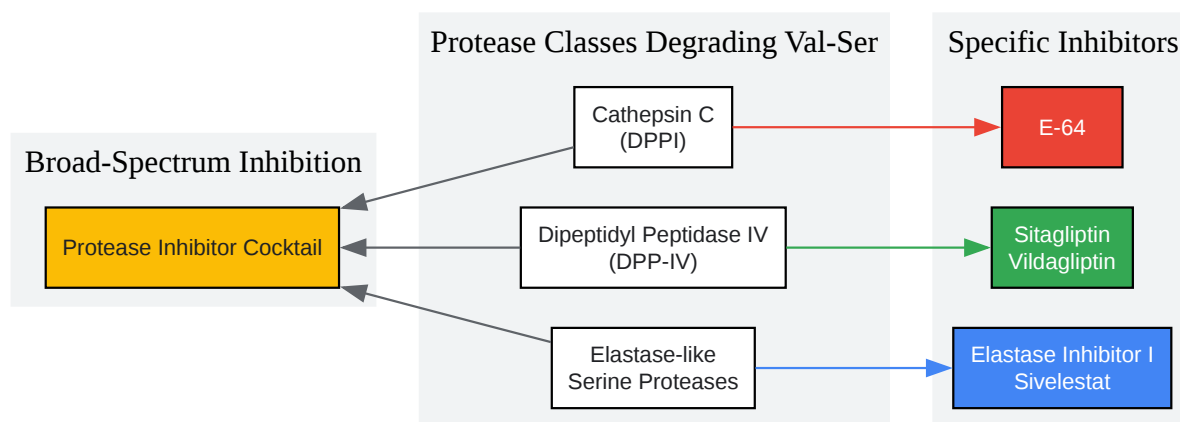 Broad-Spectrum Inhibition
Protease Inhibitor Cocktail
Protease Classes Degrading Val-Ser
Cathepsin C
(DPPI)
Dipeptidyl Peptidase IV
(DPP-IV)
Elastase-like
Serine Proteases
Specific Inhibitors
E-64
Sitagliptin
Vildagliptin
Elastase Inhibitor I
Sivelestat